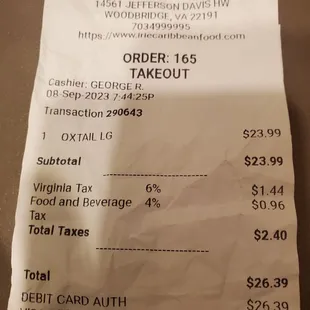 14561 JEFFERSON DAVIS HW
WOODBRIDGE, VA 22191
7034999995
https://www.iriecaribbeanfood.com
ORDER: 165
TAKEOUT
Cashier: GEORGE R.
08-Sep-2023 7:44:25P
Transaction 290643
1 OXTAIL LG $23.99
Subtotal $23.99
Virginia Tax 6% $1.44
Food and Beverage 4% $0.96
Tax
Total Taxes $2.40
Total $26.39
DEBIT CARD AUTH $26.39